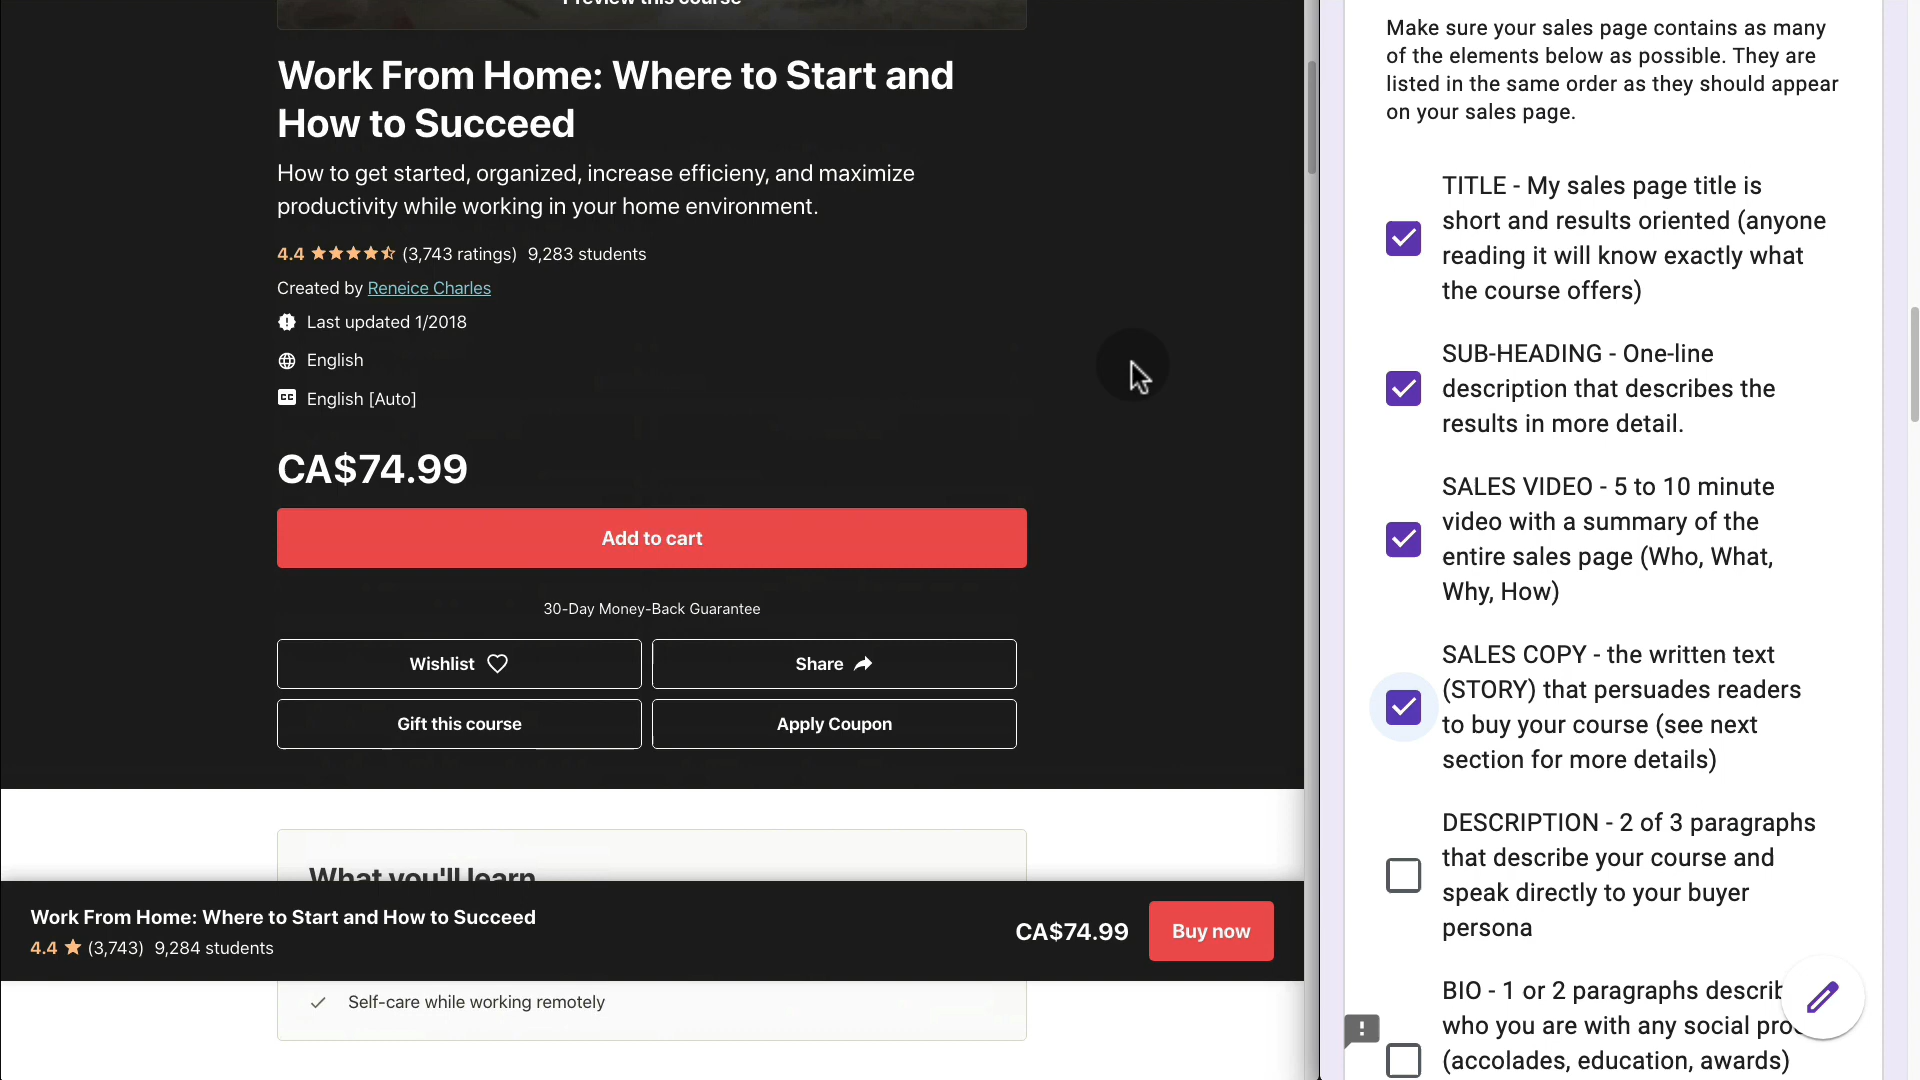 Preview this course
Work From Home: Where to Start and
How to Succeed
How to get started, organized, increase efficieny, and maximize
productivity while working in your home environment.
4.4 (3,743 ratings) 9,283 students
Created by Reneice Charles
Last updated 1/2018
English
English [Auto]
CA$74.99
Add to cart
30-Day Money-Back Guarantee
Wishlist
Share
Gift this course
Apply Coupon
What you'll learn
Work From Home: Where to Start and How to Succeed
4.4 (3,743) 9,284 students
CA$74.99
Buy now
Self-care while working remotely
Make sure your sales page contains as many
of the elements below as possible. They are
listed in the same order as they should appear
on your sales page.
TITLE - My sales page title is
short and results oriented (anyone
reading it will know exactly what
the course offers)
SUB-HEADING - One-line
description that describes the
results in more detail.
SALES VIDEO - 5 to 10 minute
video with a summary of the
entire sales page (Who, What,
Why, How)
SALES COPY - the written text
(STORY) that persuades readers
to buy your course (see next
section for more details)
DESCRIPTION - 2 of 3 paragraphs
that describe your course and
speak directly to your buyer
persona
BIO - 1 or 2 paragraphs
who you are with any social
(accolades, education, awards)